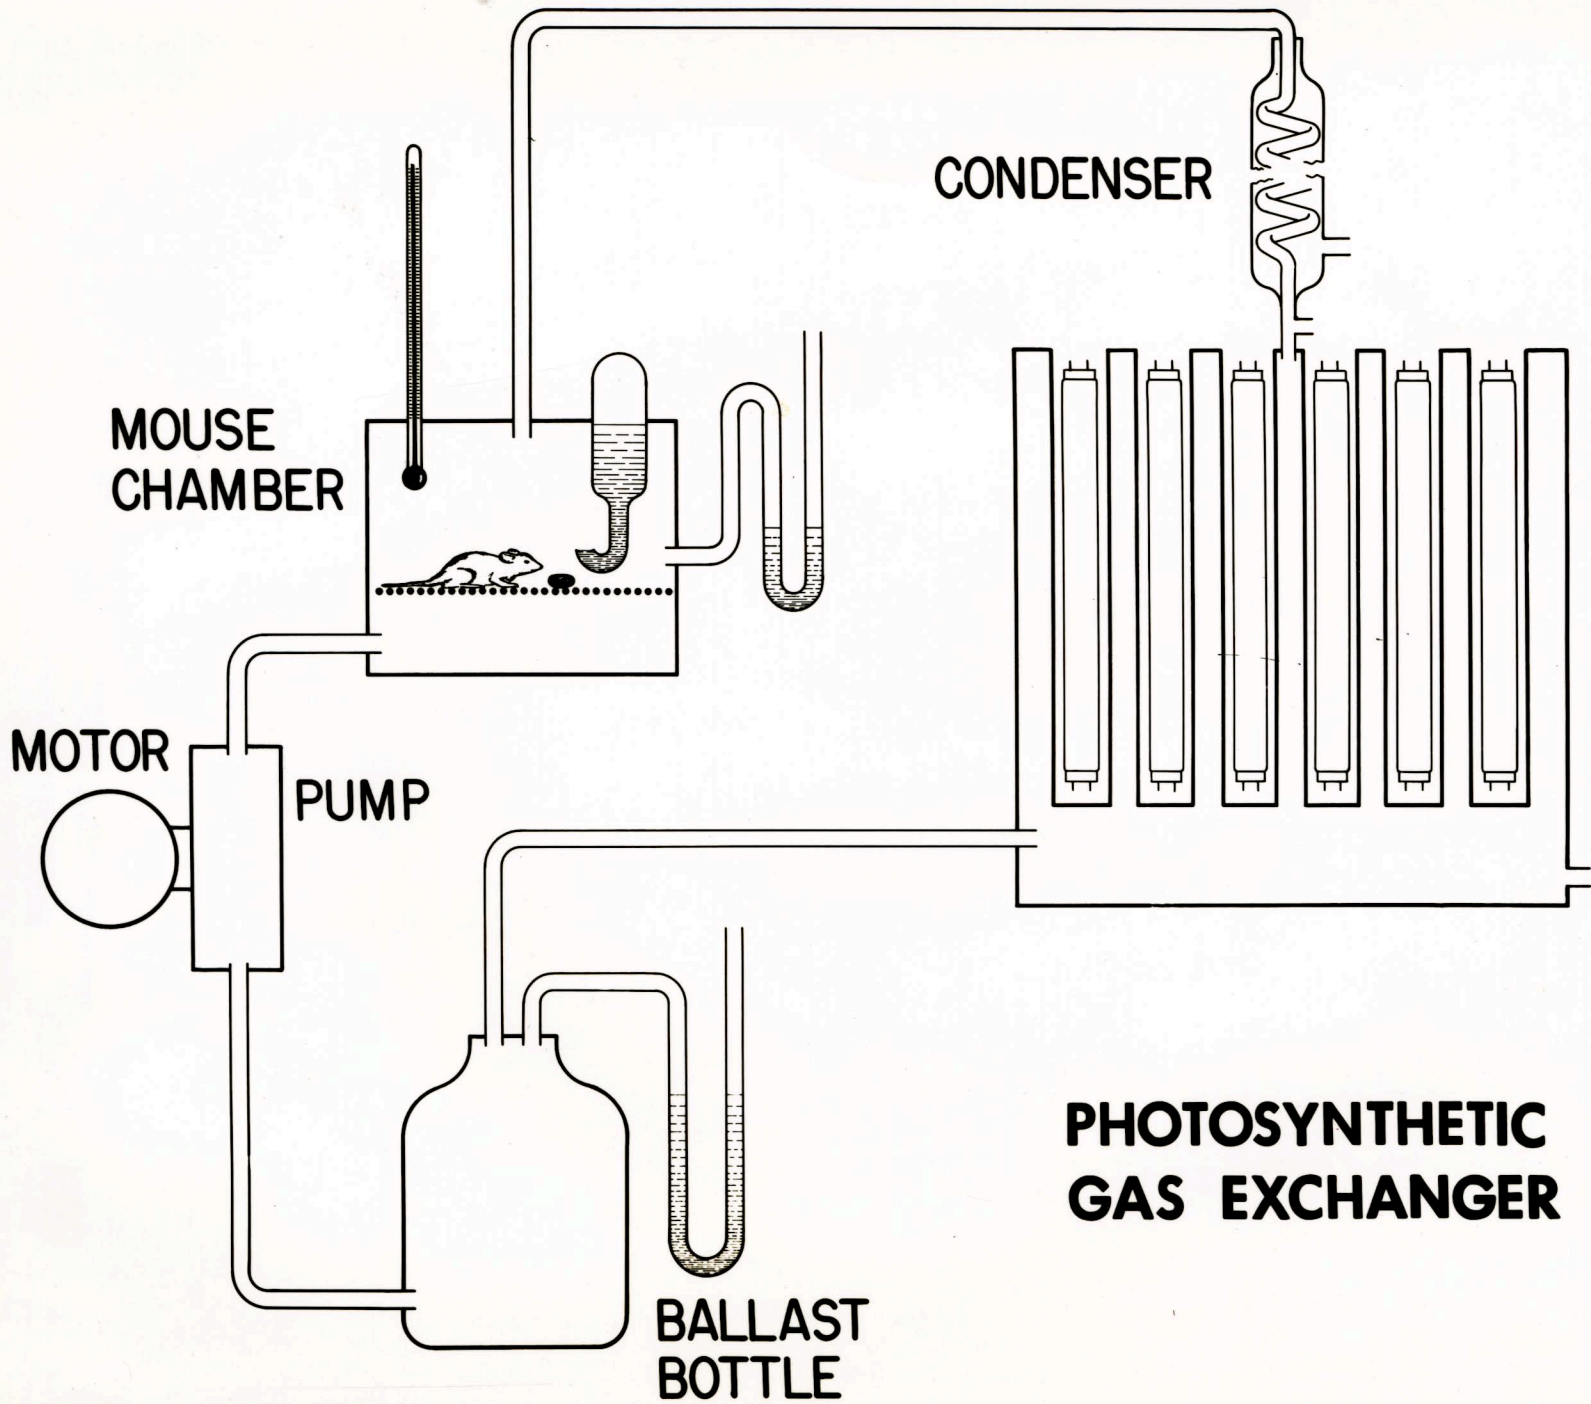 CONDENSER
MOUSE
CHAMBER
MOTOR
PUMP
PHOTOSYNTHETIC
GAS EXCHANGER
BALLAST
BOTTLE